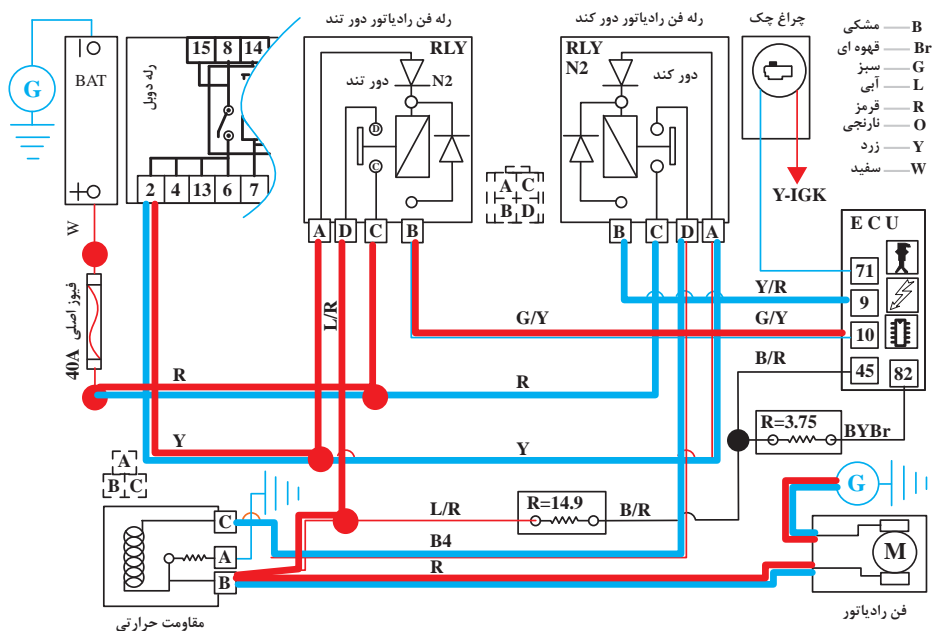 رله فن رادیاتور دور تند
رله فن رادیاتور دور کند
چراغ چک
G
BAT
رله دوبل
15 8 14
2 4 13 6 7
RLY
N2
دور تند
D
C
A D C B
A C
B D
RLY
N2
دور کند
B C D A
Y-IGK
مشکی B
قهوه ای Br
سبز G
آبی L
قرمز R
نارنجی O
زرد Y
سفید W
ECU
71
9
10
45 82
W
فیوز اصلی
40A
L/R
Y/R
G/Y G/Y
B/R
R R
R=3.75
BYBr
Y Y
A
B C
C
A
B
مقاومت حرارتی
L/R
R=14.9
B/R
B4
R
G
M
فن رادیاتور